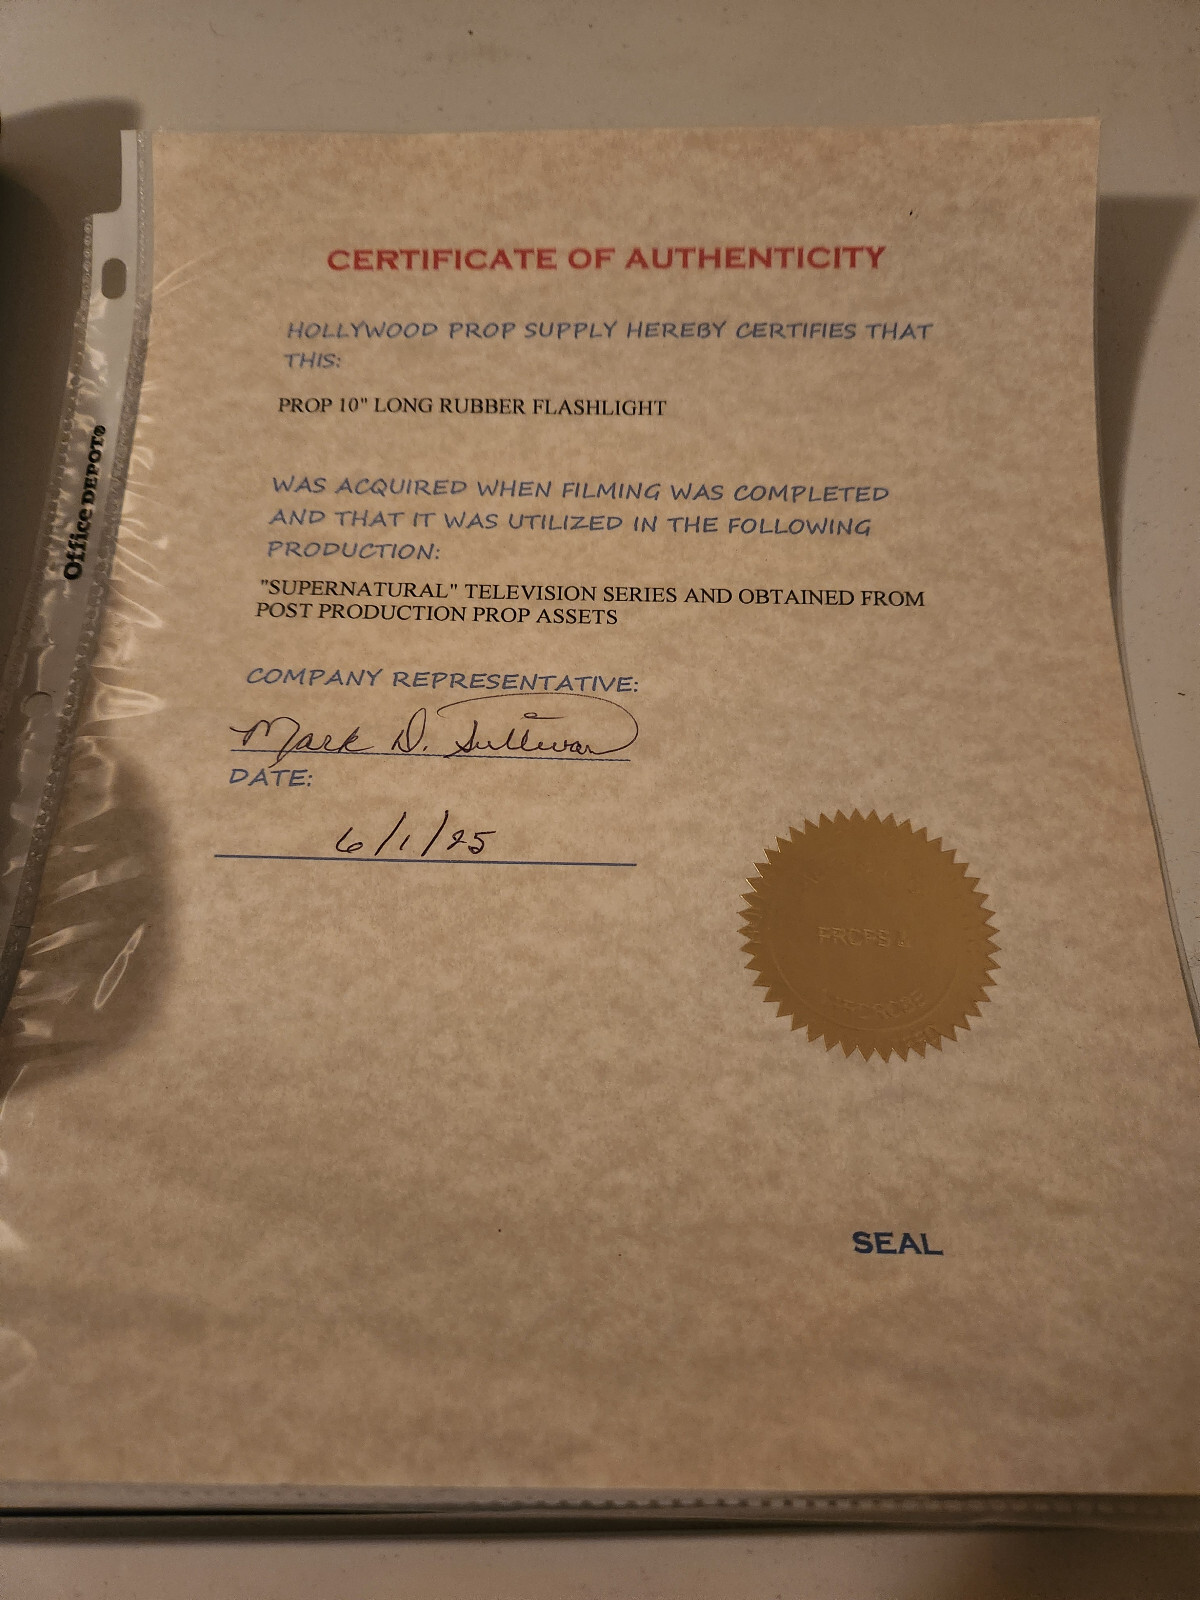 CERTIFICATE OF AUTHENTICITY
HOLLYWOOD PROP SUPPLY HEREBY CERTIFIES THAT
THIS:
PROP 10" LONG RUBBER FLASHLIGHT
WAS ACQUIRED WHEN FILMING WAS COMPLETED
AND THAT IT WAS UTILIZED IN THE FOLLOWING
PRODUCTION:
"SUPERNATURAL" TELEVISION SERIES AND OBTAINED FROM
POST PRODUCTION PROP ASSETS
COMPANY REPRESENTATIVE:
Mark D. Sullivan
DATE:
6/1/25
PROPS
SEAL
Office DEPOT®